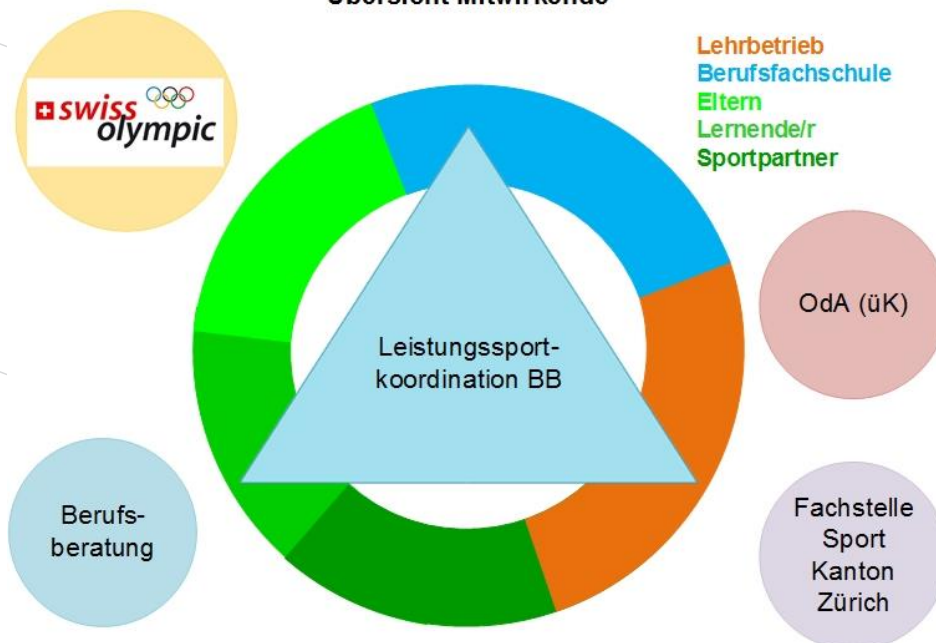 swiss
olympic
Lehrbetrieb
Berufsfachschule
Eltern
Lernende/r
Sportpartner
OdA (üK)
Leistungssport-
koordination BB
Berufs-
beratung
Fachstelle
Sport
Kanton
Zürich